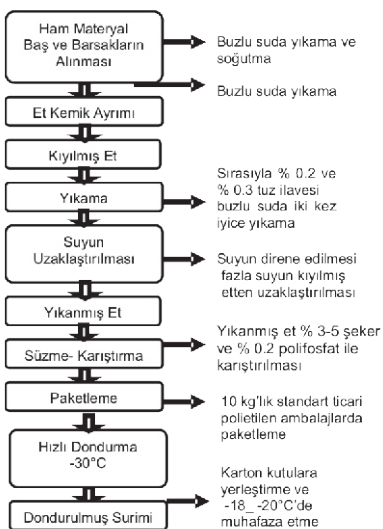 Ham Materyal
Baş ve Barsakların
Alınması
Buzlu suda yıkama ve
soğutma
Buzlu suda yıkama
Et Kemik Ayrımı
Kıyılmış Et
Yıkama
Sırasıyla % 0.2 ve
% 0.3 tuz ilavesi
buzlu suda iki kez
iyice yıkama
Suyun
Uzaklaştırılması
Suyun direne edilmesi
fazla suyun kıyılmış
etten uzaklaştırılması
Yıkanmış Et
Süzme- Karıştırma
Yıkanmış et % 3-5 şeker
ve % 0.2 polifosfat ile
karıştırılması
Paketleme
10 kg'lık standart ticari
polietilen ambalajlarda
paketleme
Hızlı Dondurma
-30°C
Dondurulmuş Surimi
Karton kutulara
yerleştirme ve
-18_ -20°C'de
muhafaza etme